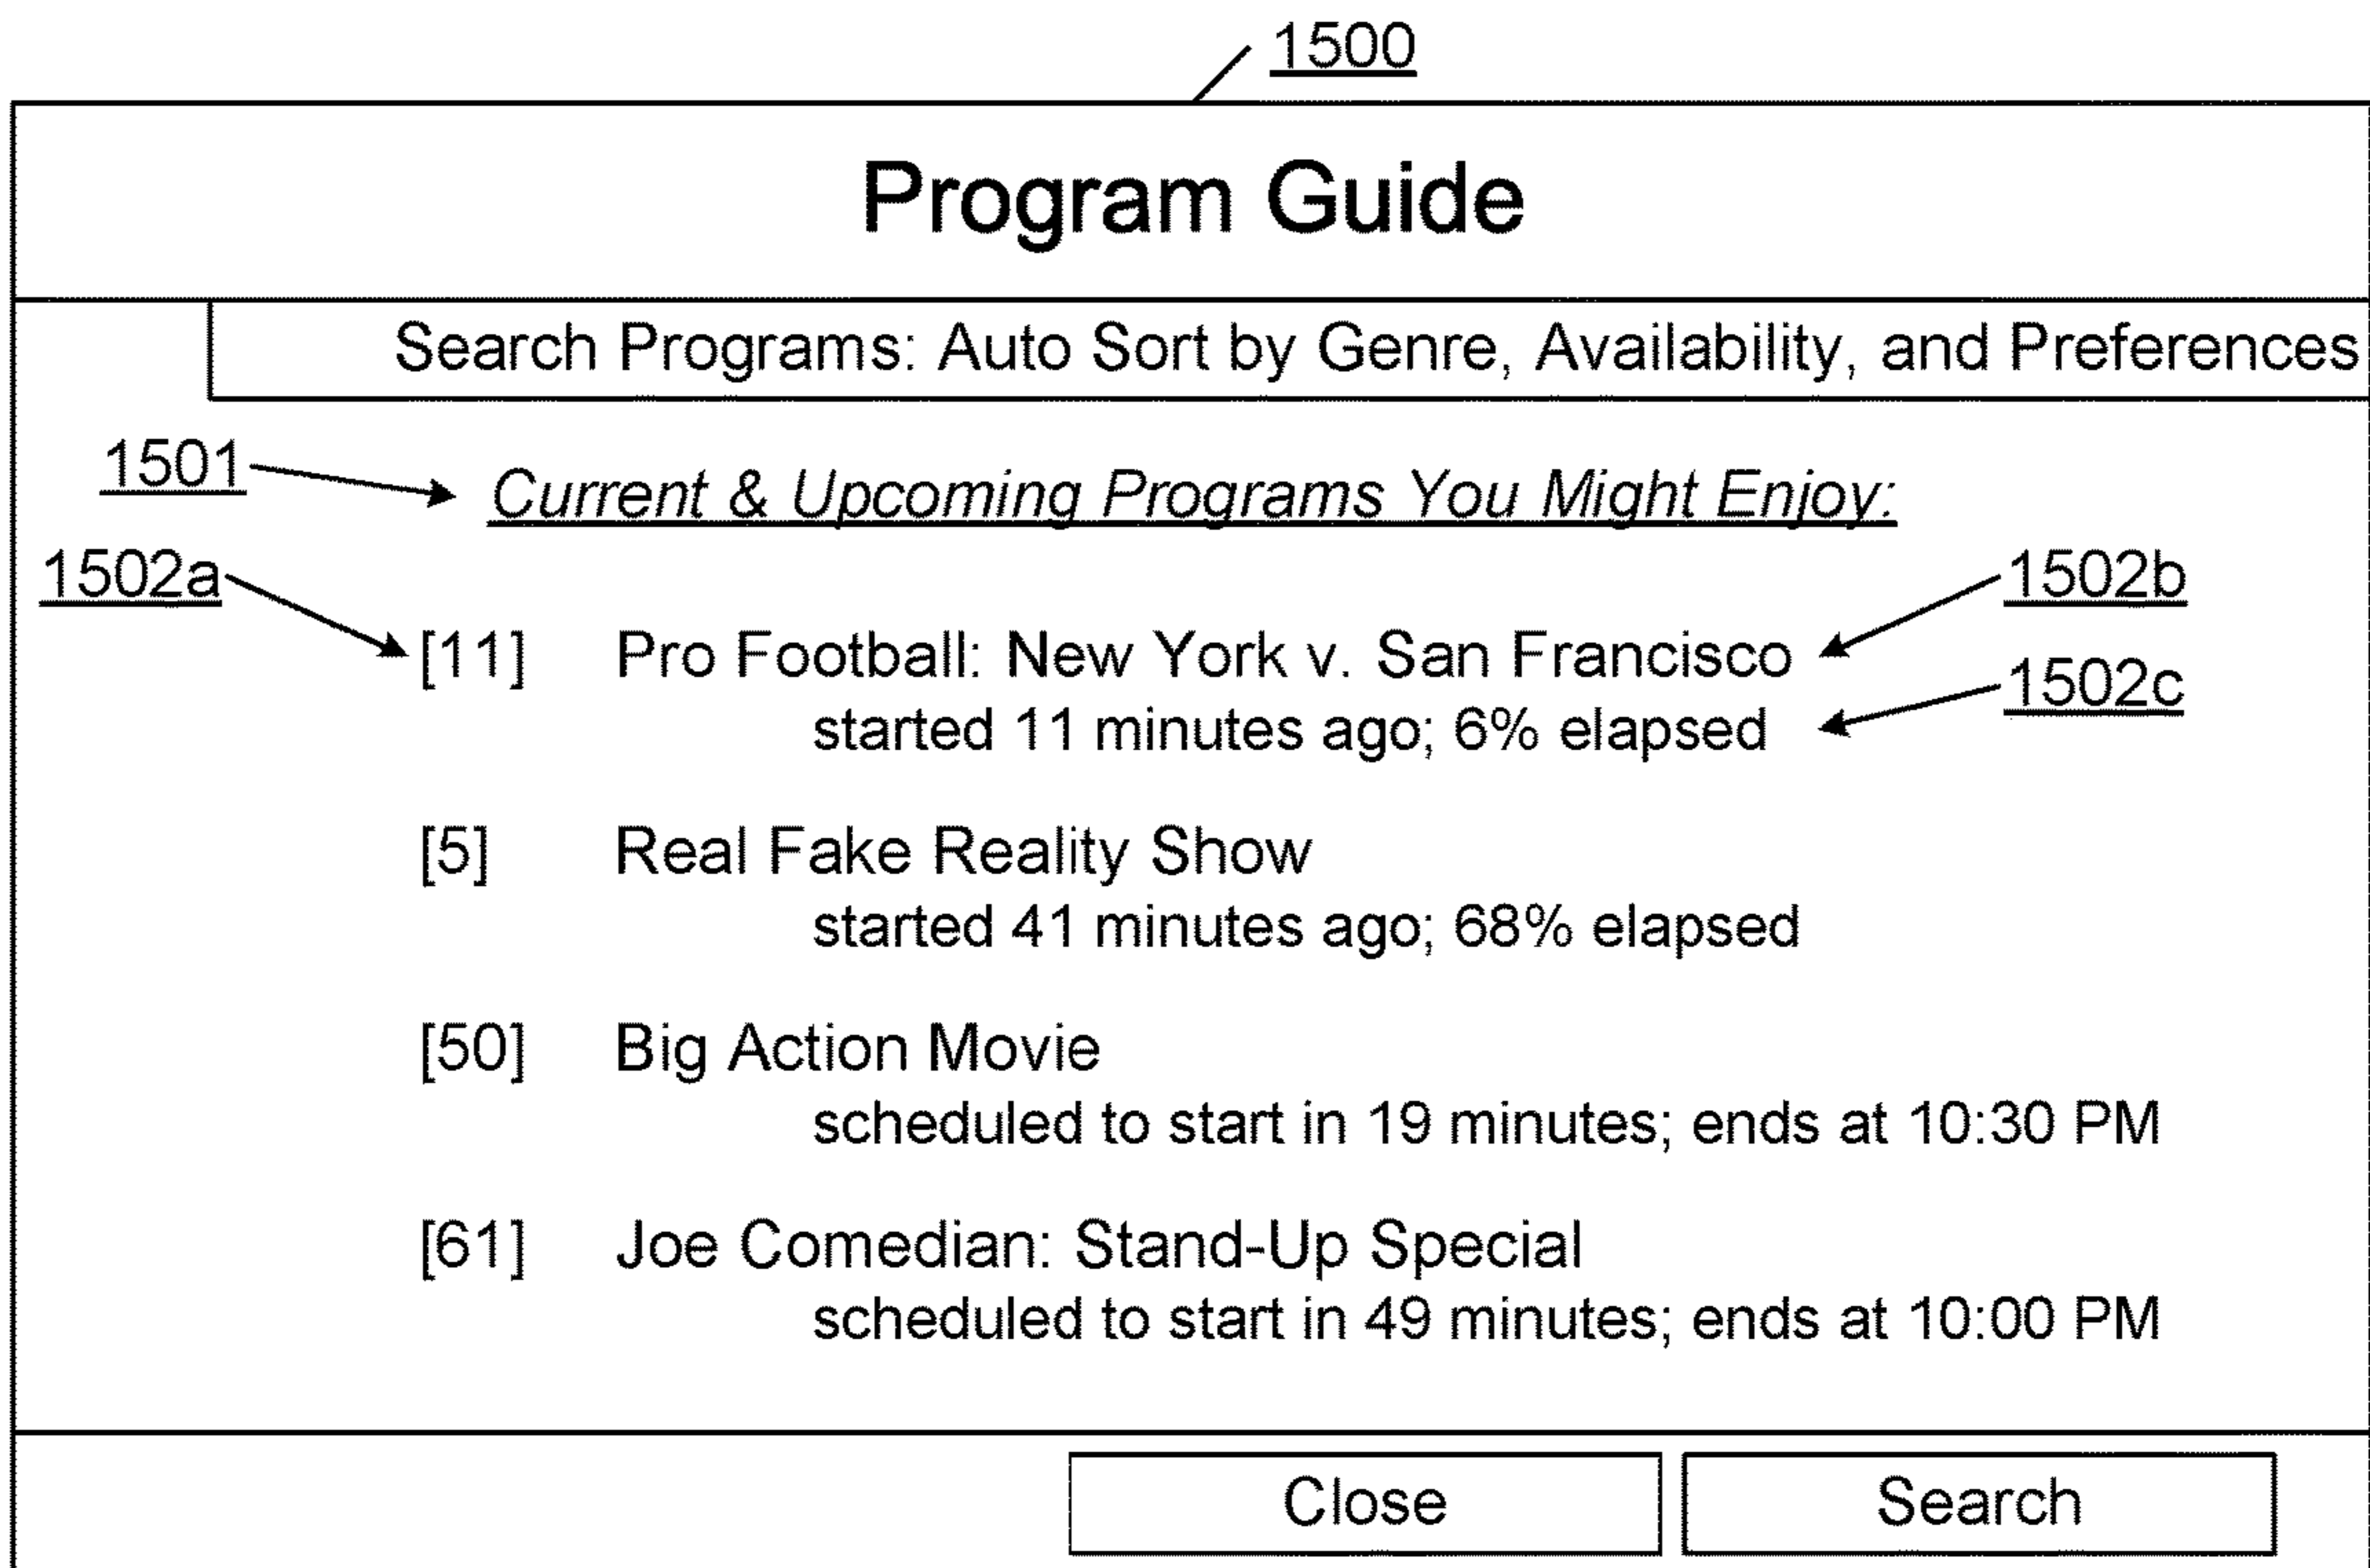 1500
Program Guide
Search Programs: Auto Sort by Genre, Availability, and Preferences
1501 Current & Upcoming Programs You Might Enjoy:
1502a 1502b
[11] Pro Football: New York v. San Francisco
1502c
started 11 minutes ago; 6% elapsed
[5] Real Fake Reality Show
started 41 minutes ago; 68% elapsed
[50] Big Action Movie
scheduled to start in 19 minutes; ends at 10:30 PM
[61] Joe Comedian: Stand-Up Special
scheduled to start in 49 minutes; ends at 10:00 PM
Close Search